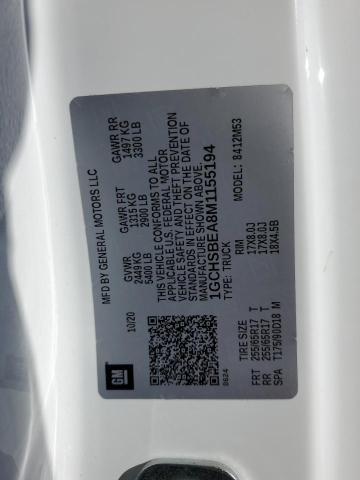 MFD BY GENERAL MOTORS LLC
10/20 GVWR GAWR FRT GAWR RR
2449 KG 1315 KG 1497 KG
5400 LB 2900 LB 3300 LB
THIS VEHICLE CONFORMS TO ALL
APPLICABLE U.S. FEDERAL MOTOR
VEHICLE SAFETY AND THEFT PREVENTION
STANDARDS IN EFFECT ON THE DATE OF
MANUFACTURE SHOWN ABOVE.
1GCHSBEA8M1155194
TYPE: TRUCK MODEL: 8412M53
GM
0624
TIRE SIZE RIM
FRT 255/65R17 T 17X8.0J
RR 255/65R17 T 17X8.0J
SPA T175/90D18 M 18X4.5B